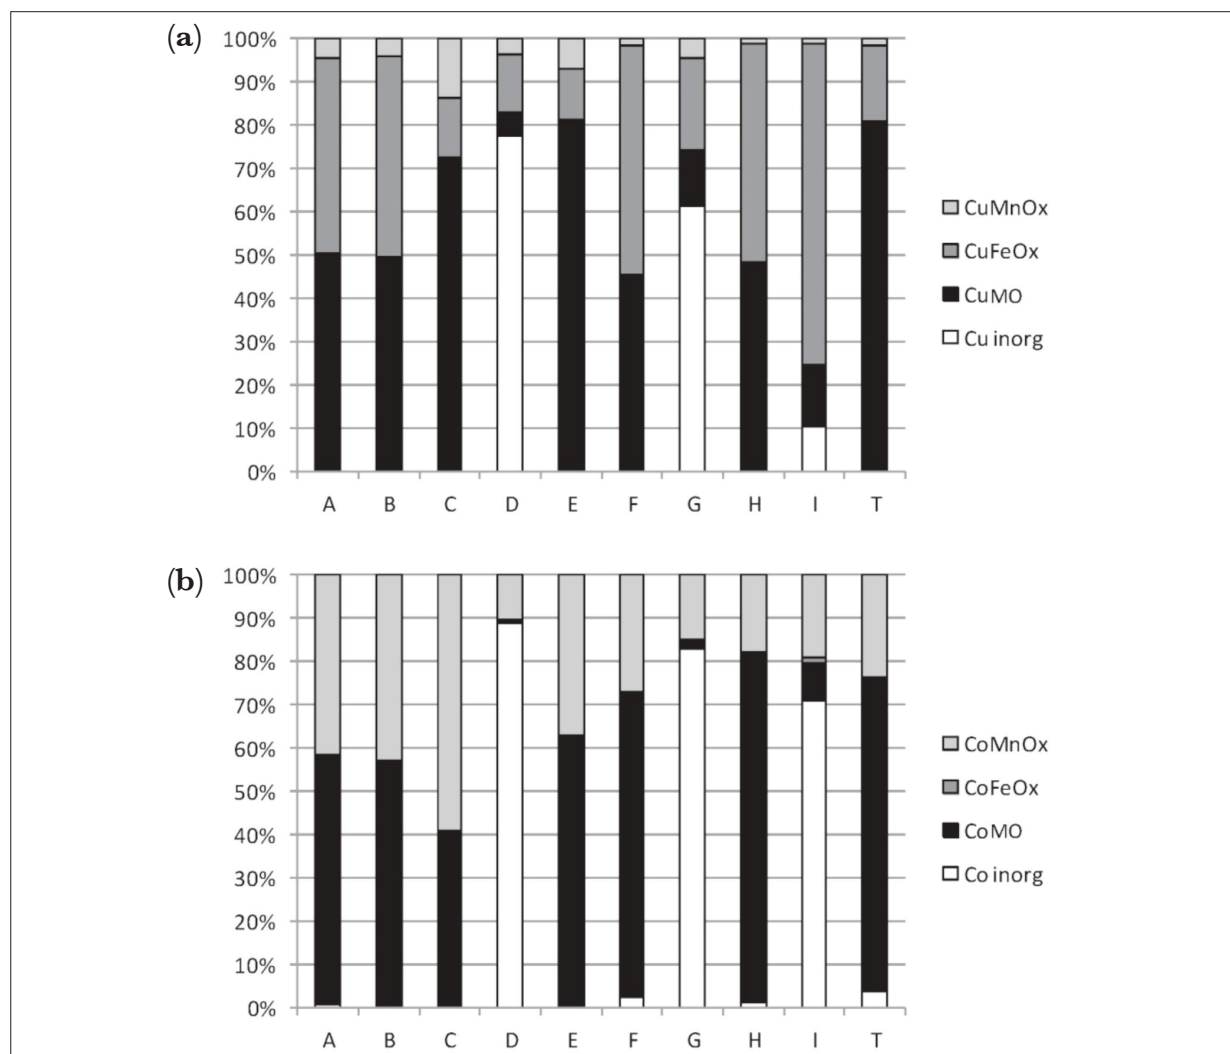 (a)
100%
90%
80%
70%
60%
50%
40%
30%
20%
10%
0%
A B C D E F G H I T
CuMnOx
CuFeOx
CuMO
Cu inorg
(b)
100%
90%
80%
70%
60%
50%
40%
30%
20%
10%
0%
A B C D E F G H I T
CoMnOx
CoFeOx
CoMO
Co inorg